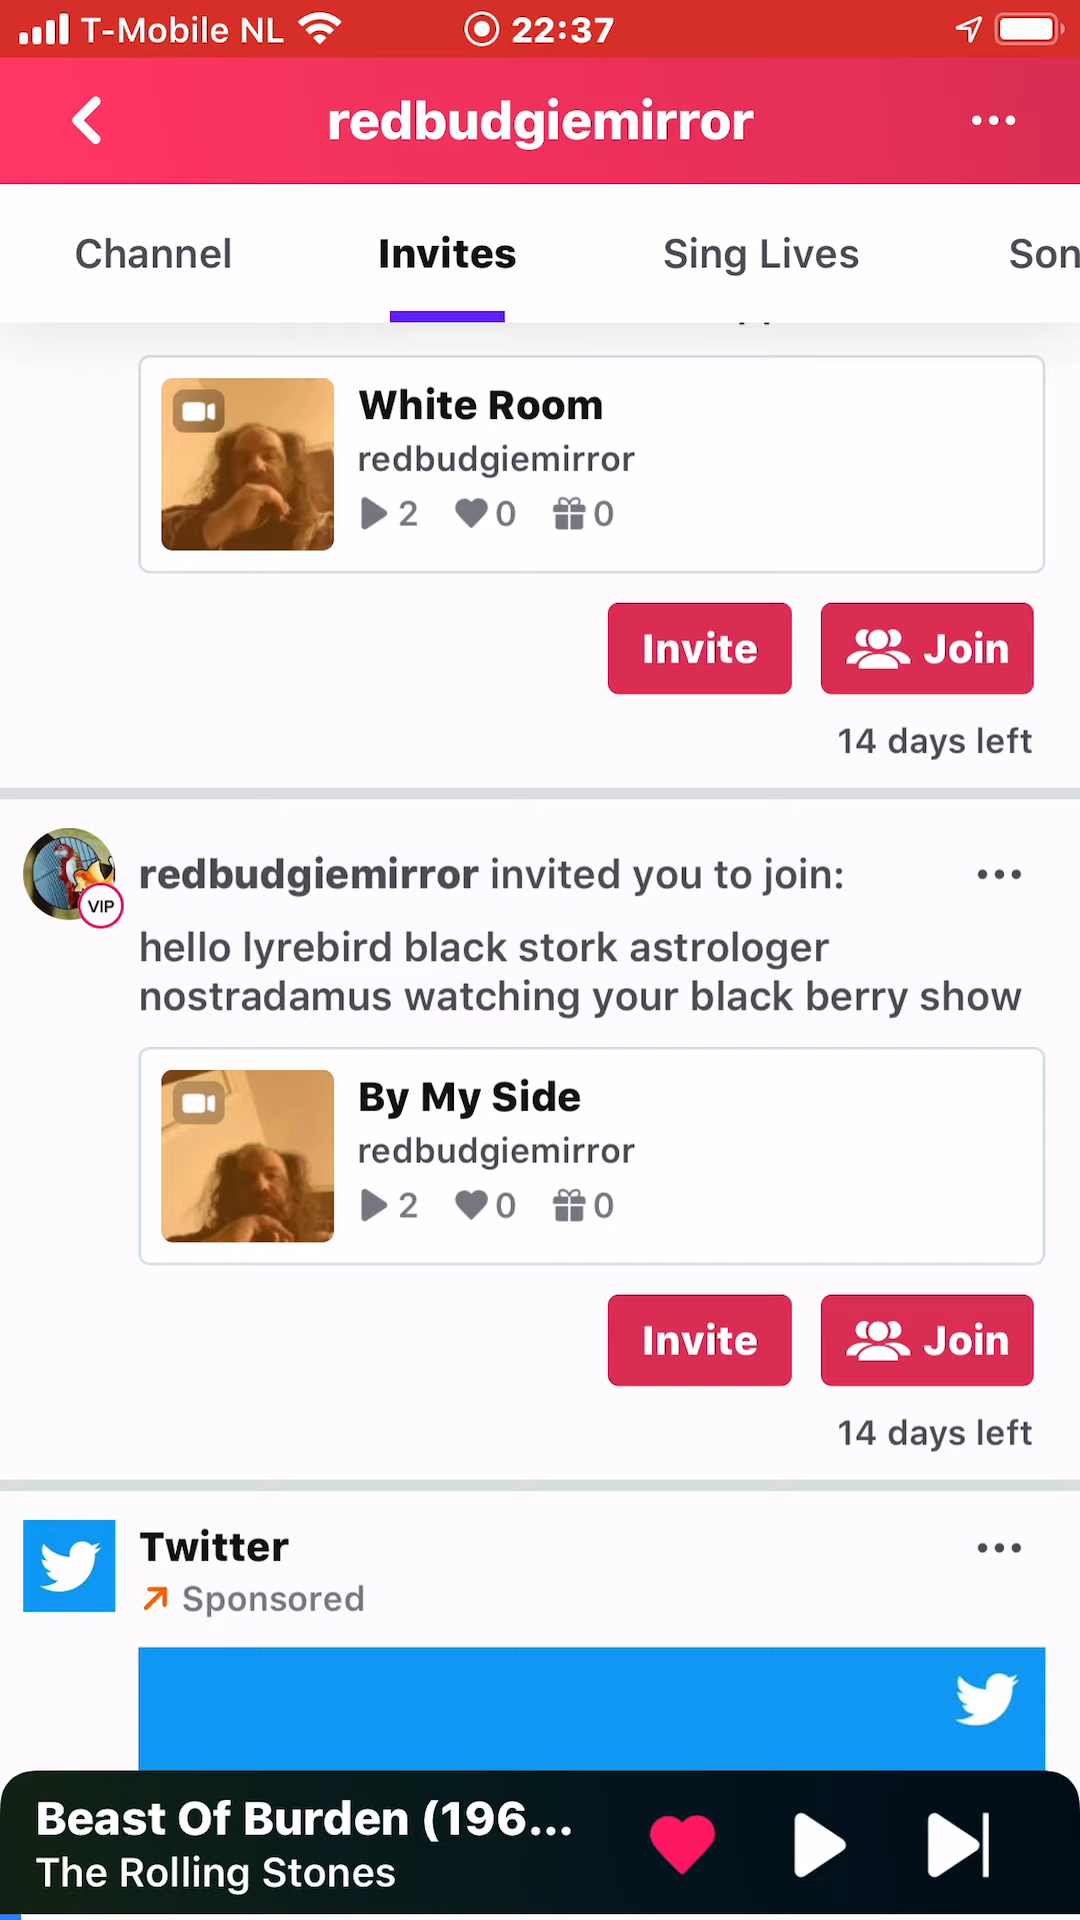 T-Mobile NL 22:37
redbudgiemirror
Channel Invites Sing Lives Son
White Room
redbudgiemirror
2 0 0
Invite Join
14 days left
redbudgiemirror invited you to join:
VIP
hello lyrebird black stork astrologer
nostradamus watching your black berry show
By My Side
redbudgiemirror
2 0 0
Invite Join
14 days left
Twitter
Sponsored
Beast Of Burden (196...
The Rolling Stones